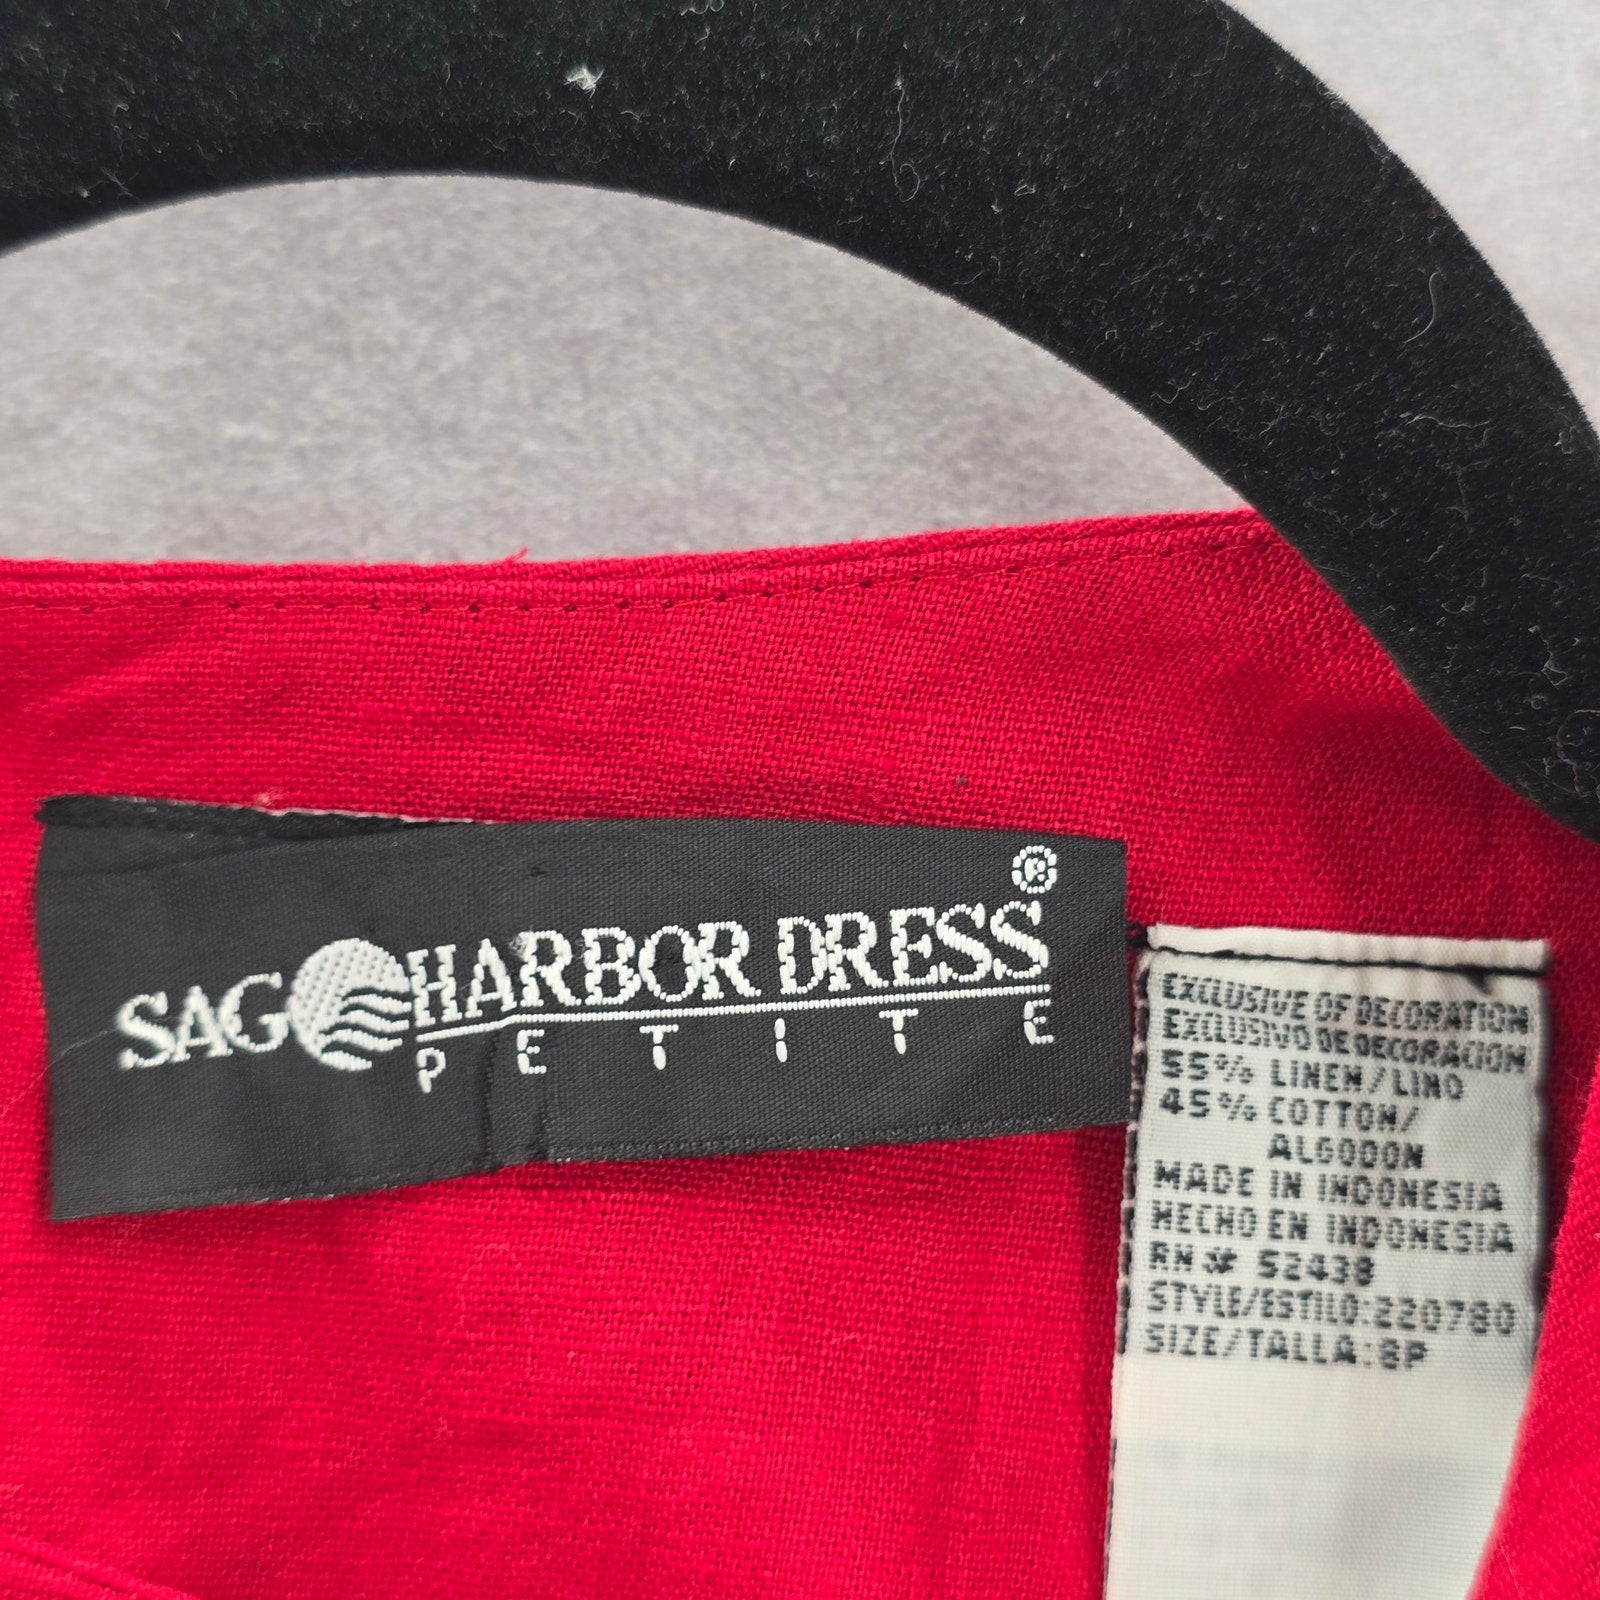 SAG HARBOR DRESS ®
PETITE
EXCLUSIVE OF DECORATION
EXCLUSIVO DE DECORACION
55% LINEN/LINO
45% COTTON/
ALGODON
MADE IN INDONESIA
HECHO EN INDONESIA
RN # 52438
STYLE/ESTILO:220780
SIZE/TALLA:8P